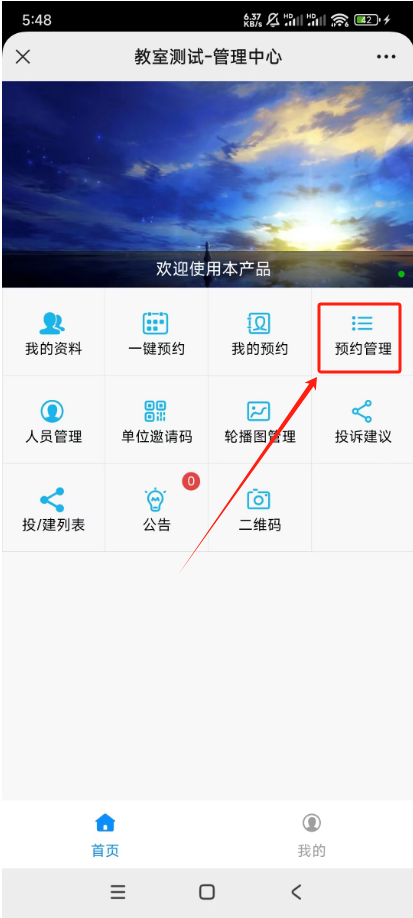 5:48
6.37 KB/s HD HD 6 42
教室测试-管理中心
欢迎使用本产品
我的资料 一键预约 我的预约 预约管理
人员管理 单位邀请码 轮播图管理 投诉建议
0
投/建列表 公告 二维码
首页 我的